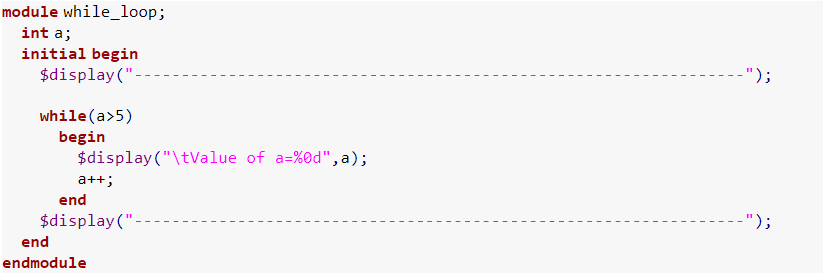 module while_loop;
  int a;
  initial begin
    $display("-----------------------------------------------------------------");

    while(a>5)
      begin
        $display("\tValue of a=%0d",a);
        a++;
      end
    $display("-----------------------------------------------------------------");
  end
endmodule